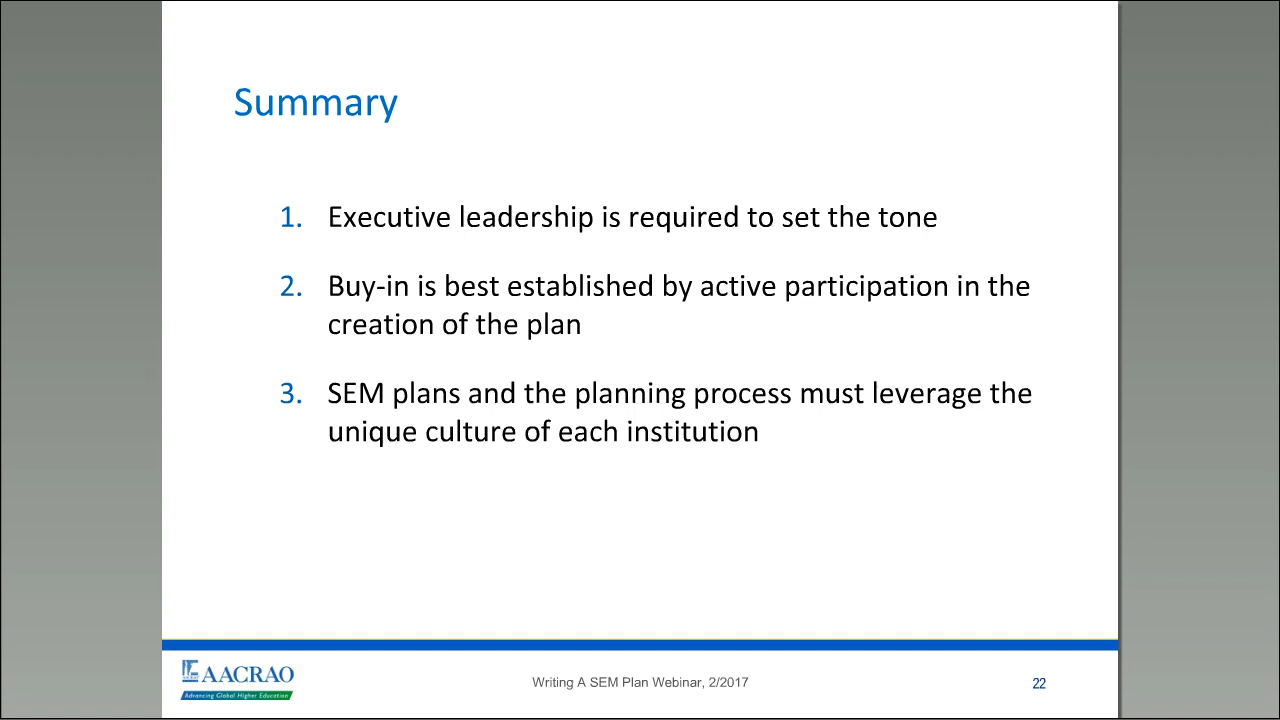 Summary
1. Executive leadership is required to set the tone
2. Buy-in is best established by active participation in the
creation of the plan
3. SEM plans and the planning process must leverage the
unique culture of each institution
AACRAO
Advancing Global Higher Education
Writing A SEM Plan Webinar, 2/2017
22